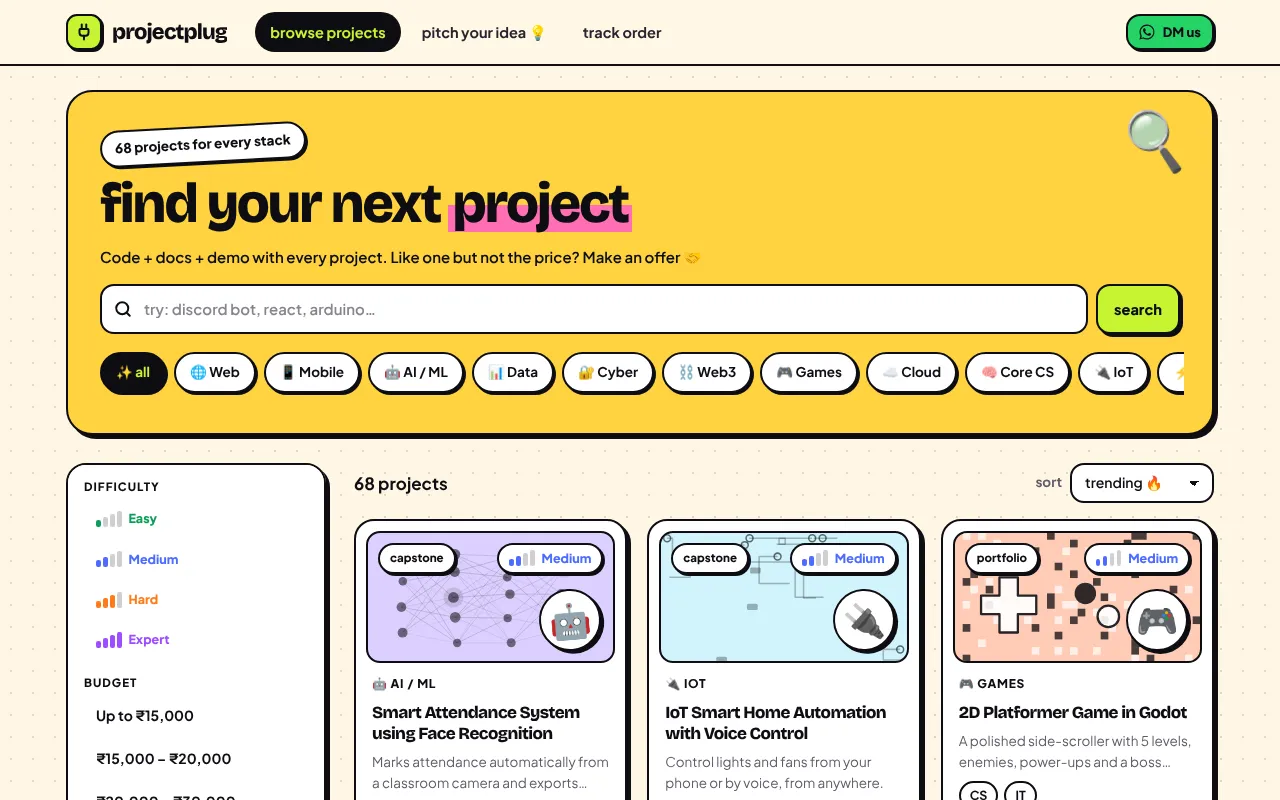 projectplug
browse projects
pitch your idea 💡
track order
DM us
68 projects for every stack
find your next project
Code + docs + demo with every project. Like one but not the price? Make an offer 🤝
try: discord bot, react, arduino…
search
✨ all
🌐 Web
📱 Mobile
🤖 AI / ML
📊 Data
🔐 Cyber
⛓️ Web3
🎮 Games
☁️ Cloud
🧠 Core CS
🔌 IoT
DIFFICULTY
Easy
Medium
Hard
Expert
BUDGET
Up to ₹15,000
₹15,000 – ₹20,000
₹20,000 – ₹30,000
68 projects
sort
trending 🔥
capstone
Medium
🤖 AI / ML
Smart Attendance System
using Face Recognition
Marks attendance automatically from
a classroom camera and exports…
capstone
Medium
🔌 IOT
IoT Smart Home Automation
with Voice Control
Control lights and fans from your
phone or by voice, from anywhere.
portfolio
Medium
🎮 GAMES
2D Platformer Game in Godot
A polished side-scroller with 5 levels,
enemies, power-ups and a boss…
CS
IT